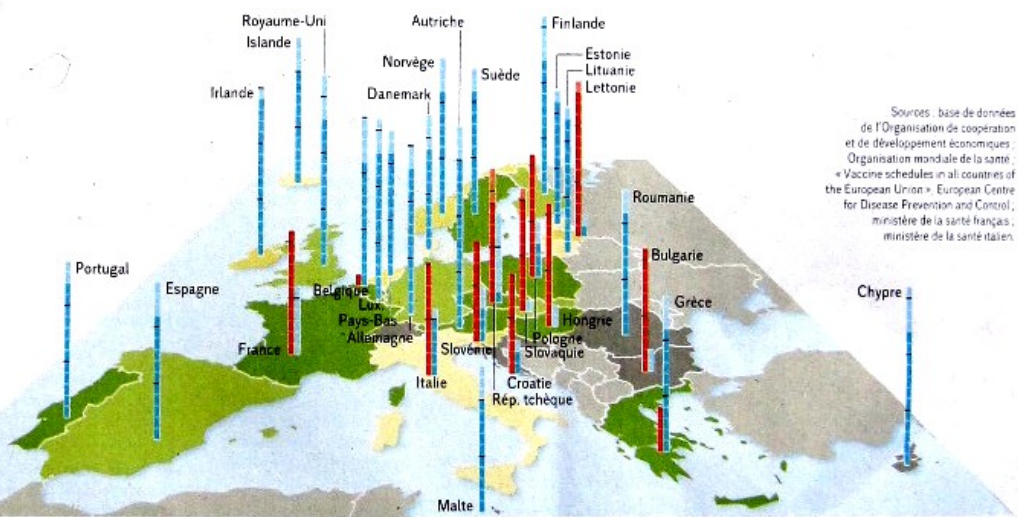 Royaume-Uni
Autriche
Finlande
Islande
Norvège
Estonie
Lituanie
Suède
Lettonie
Irlande
Danemark
Sources : base de données
de l'Organisation de coopération
et de développement économiques ;
Organisation mondiale de la santé ;
« Vaccine schedules in all countries of
the European Union », European Centre
for Disease Prevention and Control ;
ministère de la santé français ;
ministère de la santé italien.
Roumanie
Bulgarie
Portugal
Espagne
Belgique
Lux.
Grèce
Chypre
Pays-Bas
Hongrie
Allemagne
Pologne
France
Slovénie
Slovaquie
Italie
Croatie
Rép. tchèque
Malte